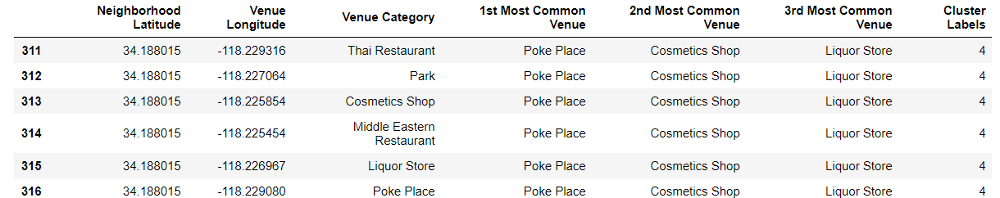 Neighborhood Latitude Venue Longitude Venue Category 1st Most Common Venue 2nd Most Common Venue 3rd Most Common Venue Cluster Labels
311 34.188015 -118.229316 Thai Restaurant Poke Place Cosmetics Shop Liquor Store 4
312 34.188015 -118.227064 Park Poke Place Cosmetics Shop Liquor Store 4
313 34.188015 -118.225854 Cosmetics Shop Poke Place Cosmetics Shop Liquor Store 4
314 34.188015 -118.225454 Middle Eastern Restaurant Poke Place Cosmetics Shop Liquor Store 4
315 34.188015 -118.226967 Liquor Store Poke Place Cosmetics Shop Liquor Store 4
316 34.188015 -118.229080 Poke Place Poke Place Cosmetics Shop Liquor Store 4